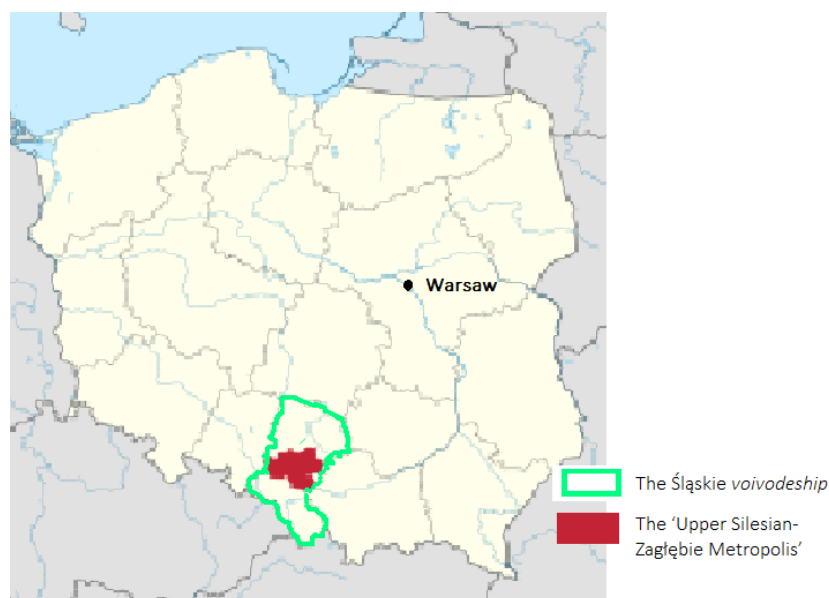 Warsaw
The Śląskie voivodeship
The ‘Upper Silesian-
Zagłębie Metropolis’